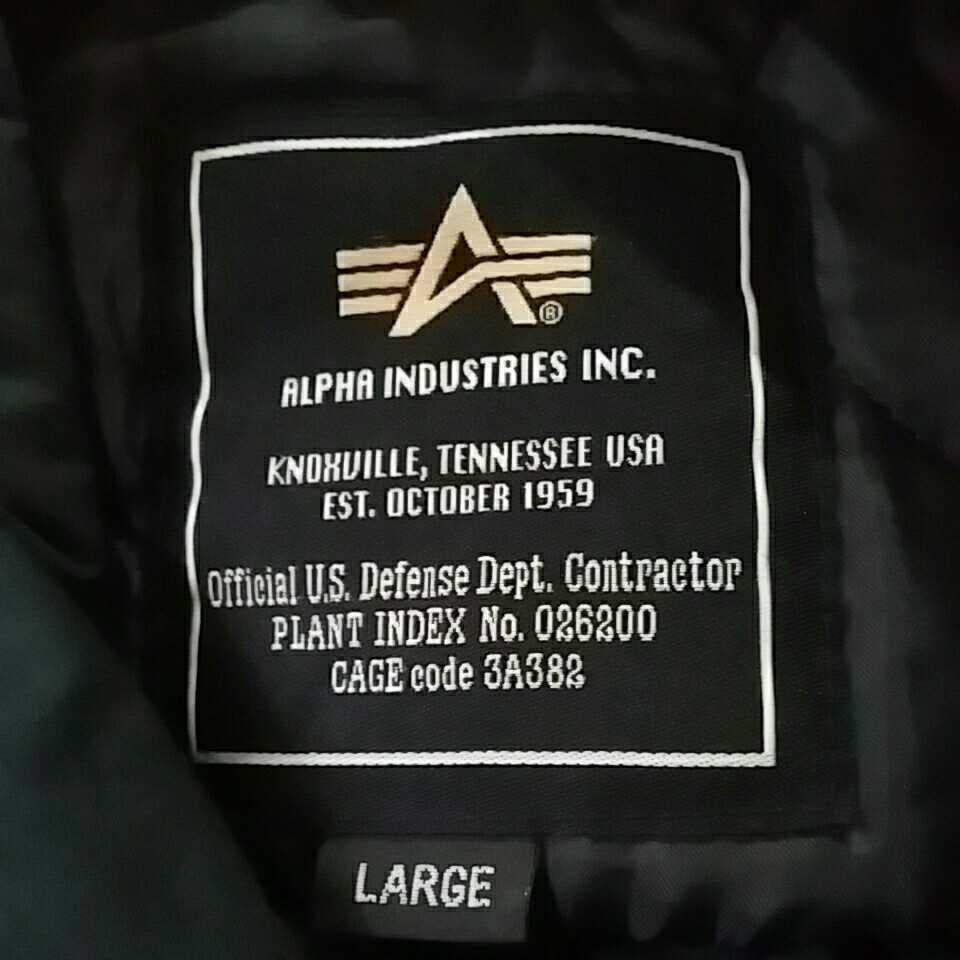 ®
ALPHA INDUSTRIES INC.
KNOXVILLE, TENNESSEE USA
EST. OCTOBER 1959
Official U.S. Defense Dept. Contractor
PLANT INDEX No. 026200
CAGE code 3A382
LARGE